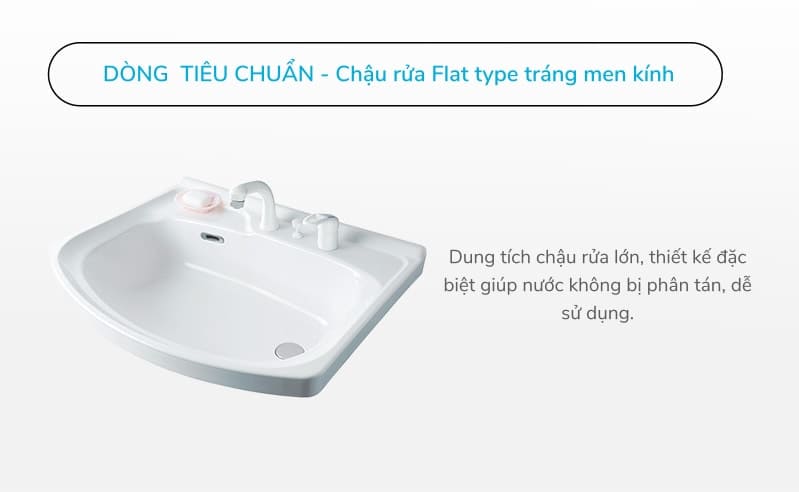 DÒNG  TIÊU CHUẨN - Chậu rửa Flat type tráng men kính
Dung tích chậu rửa lớn, thiết kế đặc
biệt giúp nước không bị phân tán, dễ
sử dụng.